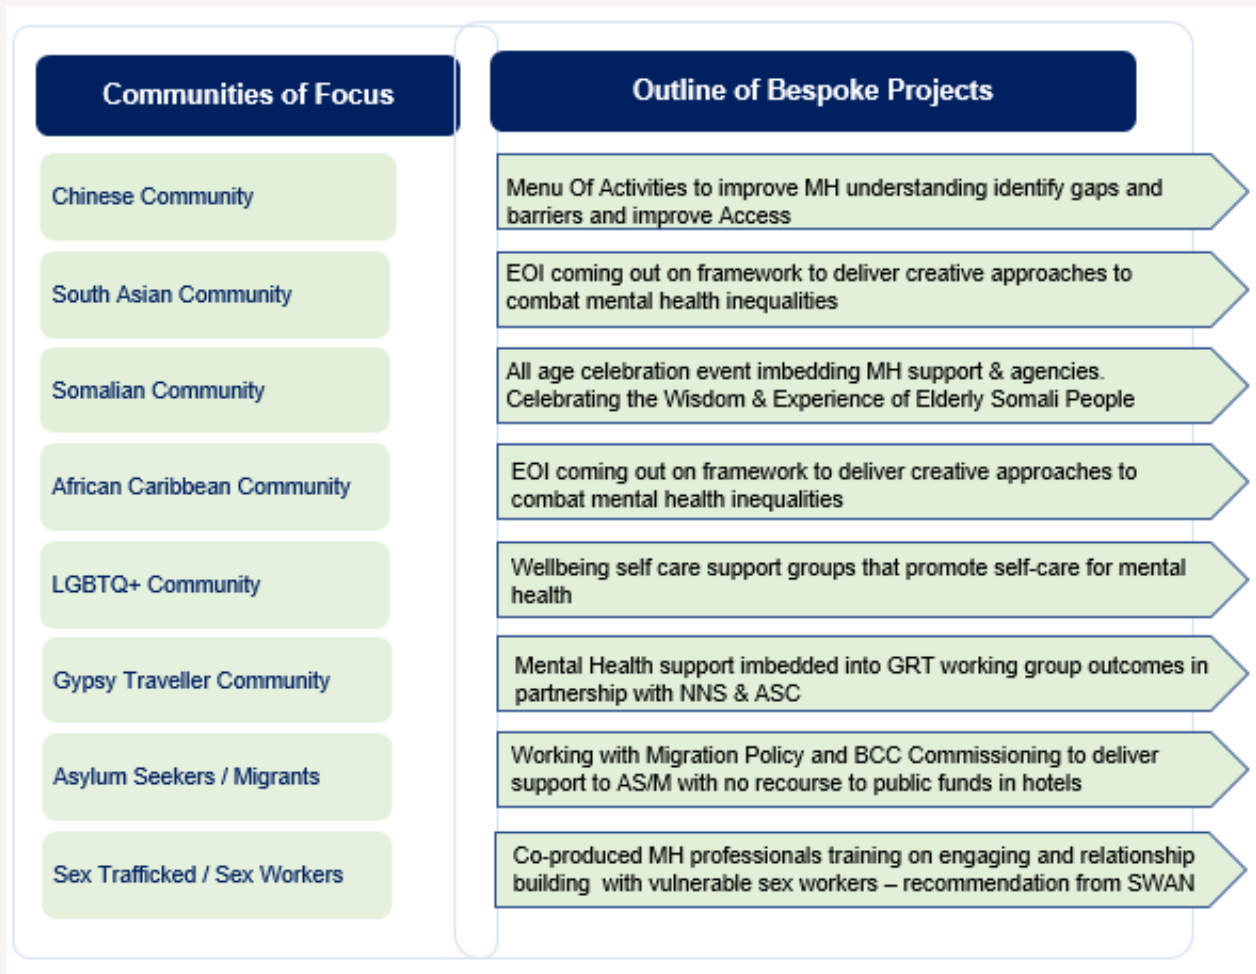 Communities of Focus
Outline of Bespoke Projects
Chinese Community
Menu Of Activities to improve MH understanding identify gaps and
barriers and improve Access
South Asian Community
EOI coming out on framework to deliver creative approaches to
combat mental health inequalities
Somalian Community
All age celebration event imbedding MH support & agencies.
Celebrating the Wisdom & Experience of Elderly Somali People
African Caribbean Community
EOI coming out on framework to deliver creative approaches to
combat mental health inequalities
LGBTQ+ Community
Wellbeing self care support groups that promote self-care for mental
health
Gypsy Traveller Community
Mental Health support imbedded into GRT working group outcomes in
partnership with NNS & ASC
Asylum Seekers / Migrants
Working with Migration Policy and BCC Commissioning to deliver
support to AS/M with no recourse to public funds in hotels
Sex Trafficked / Sex Workers
Co-produced MH professionals training on engaging and relationship
building  with vulnerable sex workers – recommendation from SWAN